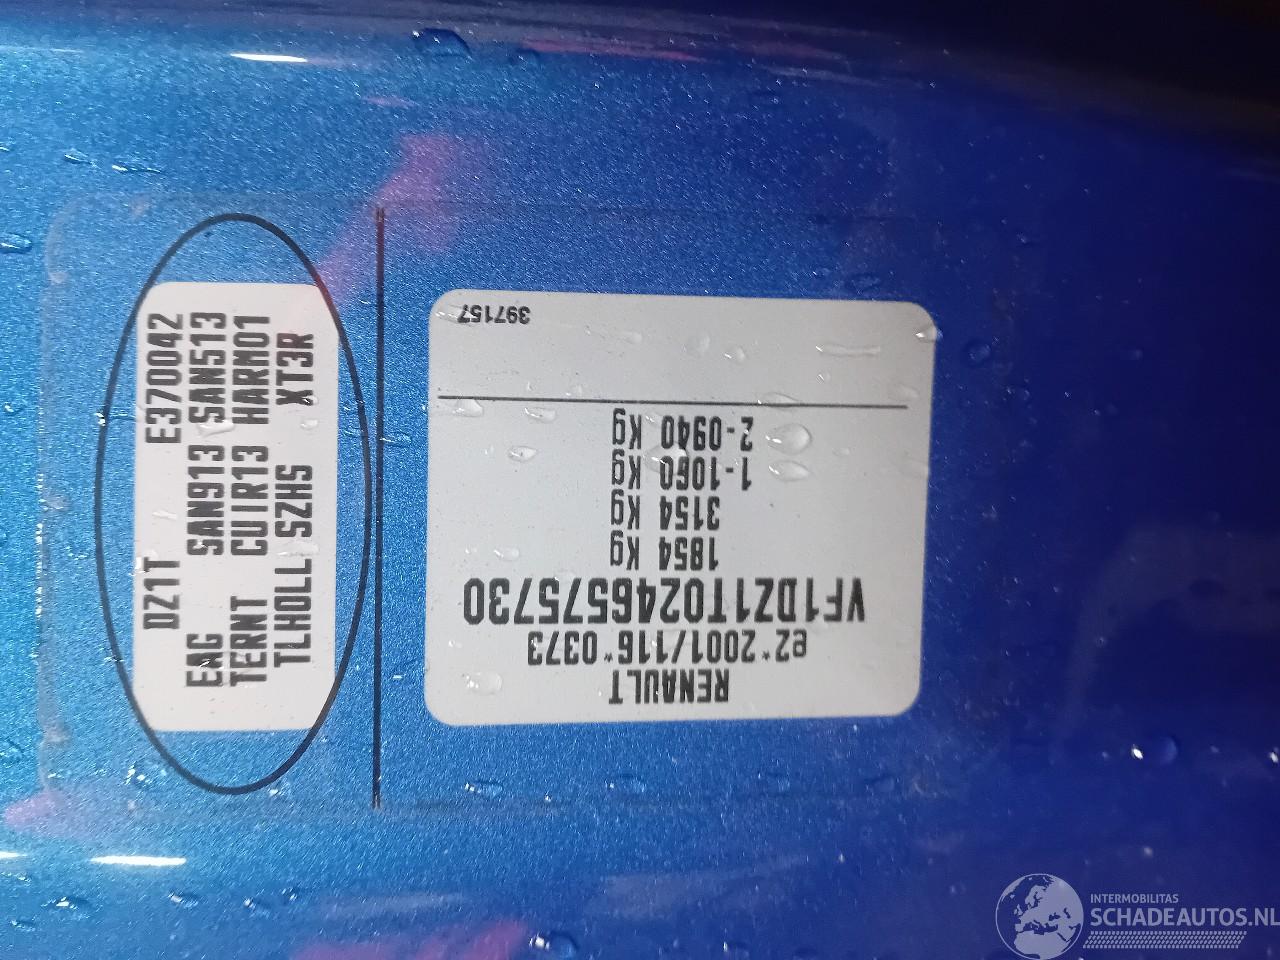 RENAULT
e2*2001/116*0373
VF1DZ1T0246575730
1854 Kg
3154 Kg
1-1060 Kg
2-0940 Kg
397157
DZ1T E370042
EAG SAN913 SAN513
TERNT CUIR13 HARM01
TLHOLL SZHS XT3R
INTERMOBILITAS
SCHADEAUTOS.NL